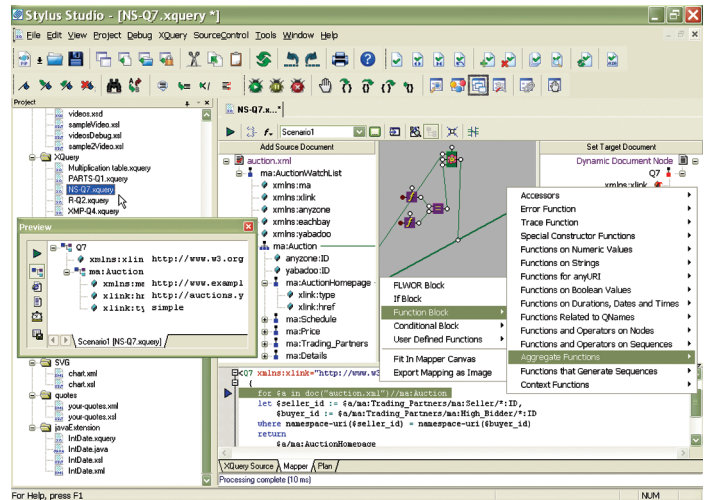 Stylus Studio - [NS-Q7.xquery *]
File Edit View Project Debug XQuery SourceControl Tools Window Help
Project
videos.xsd
sampleVideo.xsl
videosDebug.xsl
sample2Video.xsl
XQuery
Multiplication table.xquery
PARTS-Q1.xquery
NS-Q7.xquery
R-Q2.xquery
XMP-Q4.xquery
Preview
Q7
xmlns:xlin http://www.w3.org
ma:Auction
xmlns:ma http://www.exampl
xlink:hr http://auctions.y
xlink:ty simple
Scenario1 [NS-Q7.xquery]
SVG
chart.xml
chart.xsl
quotes
your-quotes.xml
your-quotes.xsl
javaExtension
IntDate.xquery
IntDate.java
IntDate.xsl
IntDate.xml
NS-Q7.x...*
Scenario1
Add Source Document
Set Target Document
auction.xml
ma:AuctionWatchList
xmlns:ma
xmlns:xlink
xmlns:anyzone
xmlns:eachbay
xmlns:yabadoo
ma:Auction
anyzone:ID
yabadoo:ID
ma:AuctionHomepage
xlink:type
xlink:href
ma:Schedule
ma:Price
ma:Trading_Partners
ma:Details
Dynamic Document Node
Q7
xmlns:xlink
FLWOR Block
If Block
Function Block
Conditional Block
User Defined Functions
Fit In Mapper Canvas
Export Mapping as Image
Accessors
Error Function
Trace Function
Special Constructor Functions
Functions on Numeric Values
Functions on Strings
Functions for anyURI
Functions on Boolean Values
Functions on Durations, Dates and Times
Functions Related to QNames
Functions and Operators on Nodes
Functions and Operators on Sequences
Aggregate Functions
Functions that Generate Sequences
Context Functions
<Q7 xmlns:xlink="http://www.w3
{
for $a in doc("auction.xml")//ma:Auction
let $seller_id := $a/ma:Trading_Partners/ma:Seller/*:ID,
$buyer_id := $a/ma:Trading_Partners/ma:High_Bidder/*:ID
where namespace-uri($seller_id) = namespace-uri($buyer_id)
return
$a/ma:AuctionHomepage
XQuery Source Mapper Plan
Processing complete (10 ms)
For Help, press F1
NUM